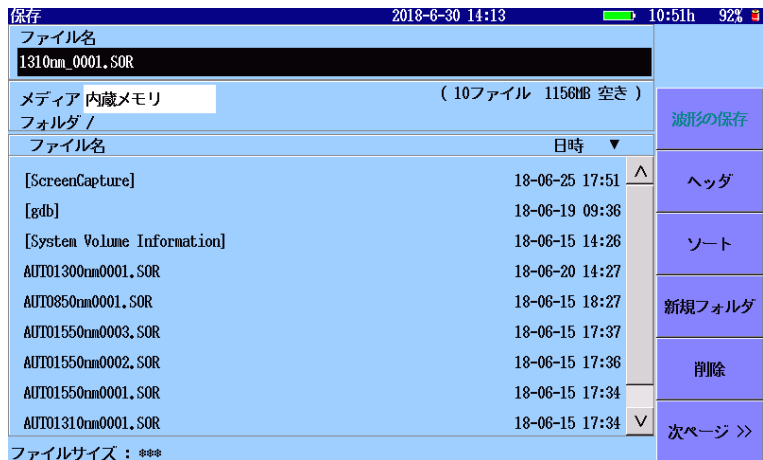 保存 2018-6-30 14:13 10:51h 92%
ファイル名
1310nm_0001.SOR
メディア 内蔵メモリ ( 10ファイル 1156MB 空き )
フォルダ /
ファイル名 日時 ▼
[ScreenCapture] 18-06-25 17:51
[gdb] 18-06-19 09:36
[System Volume Information] 18-06-15 14:26
AUTO1300nm0001.SOR 18-06-20 14:27
AUTO850nm0001.SOR 18-06-15 18:27
AUTO1550nm0003.SOR 18-06-15 17:37
AUTO1550nm0002.SOR 18-06-15 17:36
AUTO1550nm0001.SOR 18-06-15 17:34
AUTO1310nm0001.SOR 18-06-15 17:34
ファイルサイズ : ***
波形の保存
ヘッダ
ソート
新規フォルダ
削除
次ページ >>